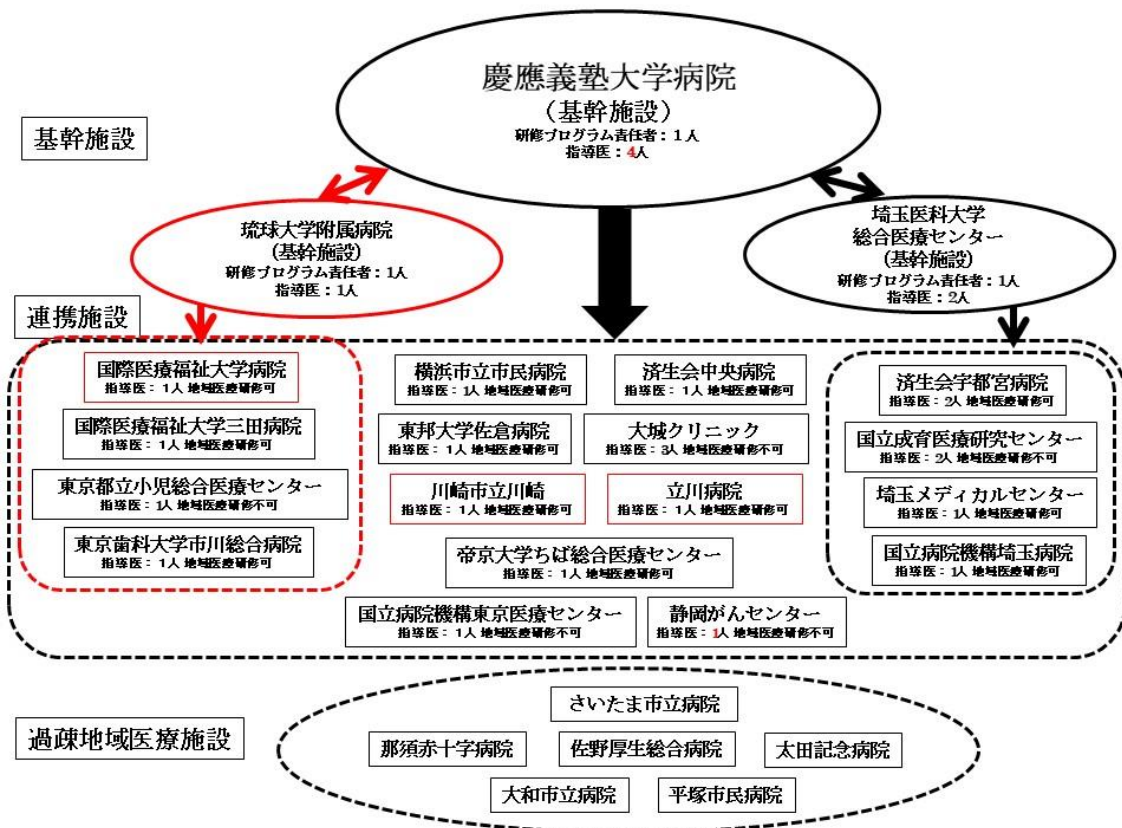 慶應義塾大学病院
(基幹施設)
研修プログラム責任者：1人
指導医：4人
基幹施設
琉球大学附属病院
(基幹施設)
研修プログラム責任者：1人
指導医：1人
埼玉医科大学
総合医療センター
(基幹施設)
研修プログラム責任者：1人
指導医：2人
連携施設
国際医療福祉大学病院
指導医：1人 地域医療研修可
国際医療福祉大学三田病院
指導医：1人 地域医療研修可
東京都立小児総合医療センター
指導医：1人 地域医療研修不可
東京歯科大学市川総合病院
指導医：1人 地域医療研修可
横浜市立市民病院
指導医：1人 地域医療研修可
済生会中央病院
指導医：1人 地域医療研修可
東邦大学佐倉病院
指導医：1人 地域医療研修可
大城クリニック
指導医：3人 地域医療研修不可
川崎市立川崎
指導医：1人 地域医療研修可
立川病院
指導医：1人 地域医療研修可
帝京大学ちば総合医療センター
指導医：1人 地域医療研修可
国立病院機構東京医療センター
指導医：1人 地域医療研修不可
静岡がんセンター
指導医：1人 地域医療研修不可
済生会宇都宮病院
指導医：2人 地域医療研修可
国立成育医療研究センター
指導医：2人 地域医療研修不可
埼玉メディカルセンター
指導医：1人 地域医療研修可
国立病院機構埼玉病院
指導医：1人 地域医療研修可
過疎地域医療施設
さいたま市立病院
那須赤十字病院
佐野厚生総合病院
太田記念病院
大和市立病院
平塚市民病院